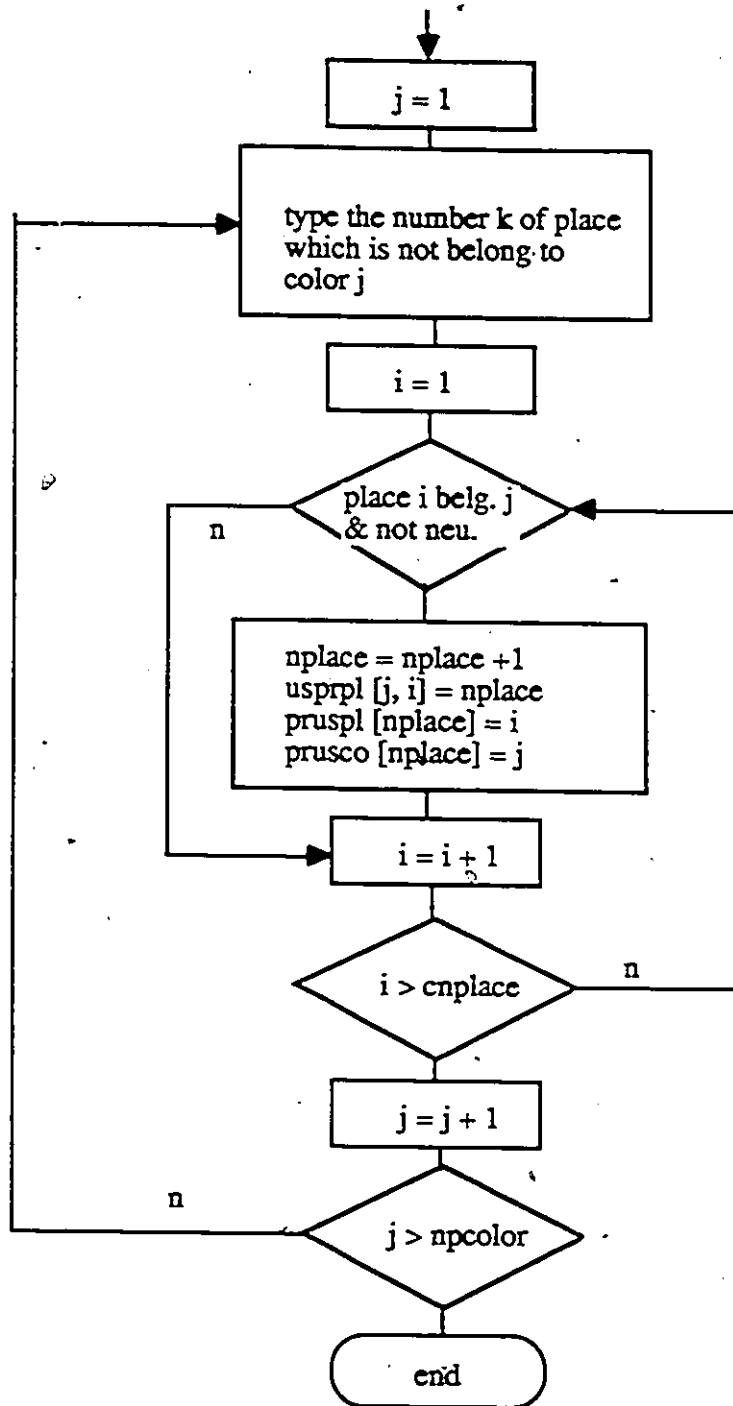 j = 1
type the number k of place
which is not belong to
color j
i = 1
place i belg. j
& not neu.
n
nplace = nplace +1
usprpl [j, i] = nplace
pruspl [nplace] = i
prusco [nplace] = j
i = i + 1
i > cnplace
n
j = j + 1
n
j > npcolor
end